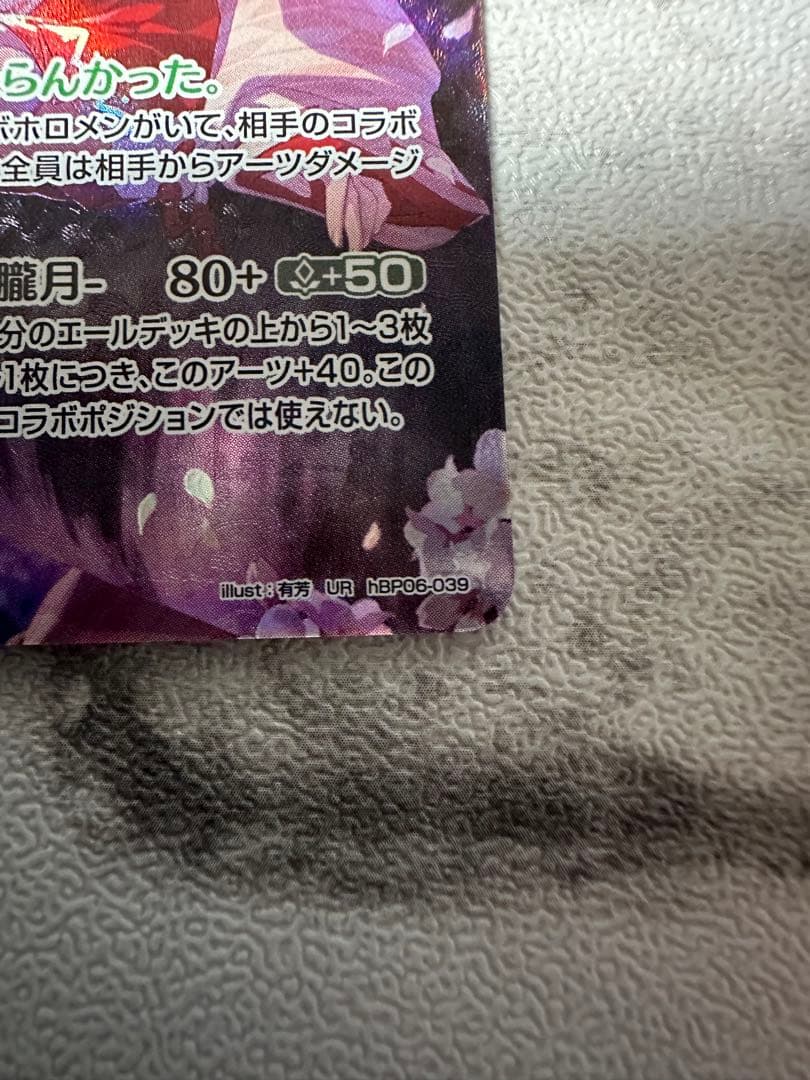 らんかった。
ボホロメンがいて、相手のコラボ
全員は相手からアーツダメージ
朧月- 80+ +50
分のエールデッキの上から1〜3枚
1枚につき、このアーツ+40。この
コラボポジションでは使えない。
illust：有芳 UR hBP06-039